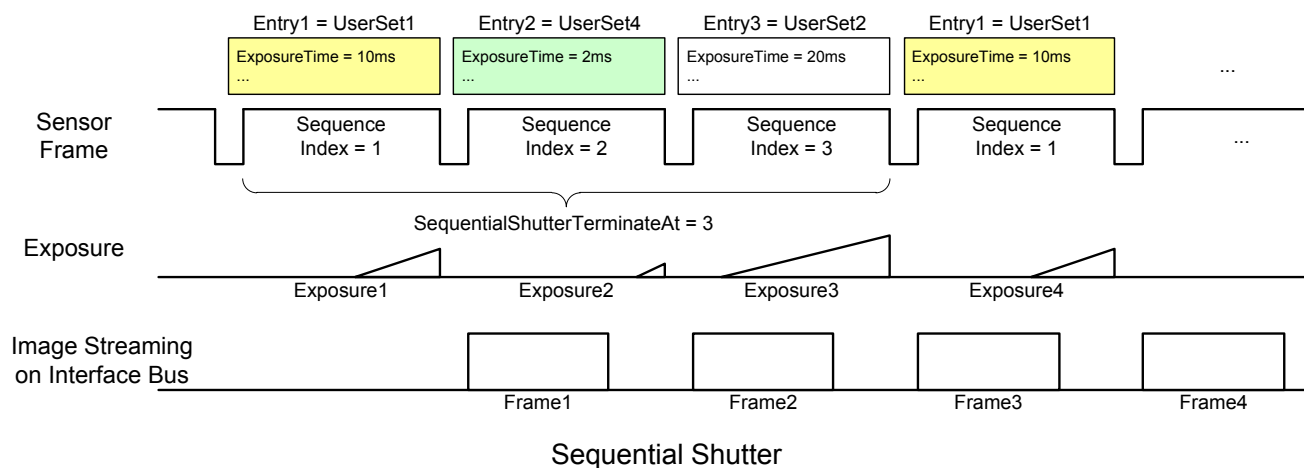 Entry1 = UserSet1
Entry2 = UserSet4
Entry3 = UserSet2
Entry1 = UserSet1
ExposureTime = 10ms
...
ExposureTime = 2ms
...
ExposureTime = 20ms
...
ExposureTime = 10ms
...
...
Sensor
Frame
Sequence
Index = 1
Sequence
Index = 2
Sequence
Index = 3
Sequence
Index = 1
...
SequentialShutterTerminateAt = 3
Exposure
Exposure1
Exposure2
Exposure3
Exposure4
Image Streaming
on Interface Bus
Frame1
Frame2
Frame3
Frame4
Sequential Shutter